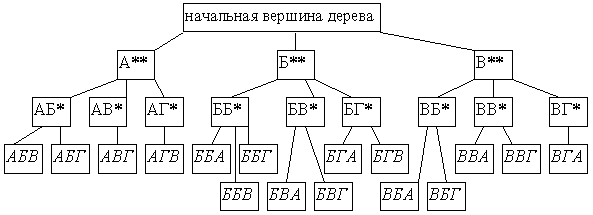 начальная вершина дерева
А** Б** В**
АБ* АВ* АГ* ББ* БВ* БГ* ВБ* ВВ* ВГ*
АБВ АБГ АВГ АГВ ББА ББГ БГА БГВ ВВА ВВГ ВГА
ББВ БВА БВГ ВБА ВБГ